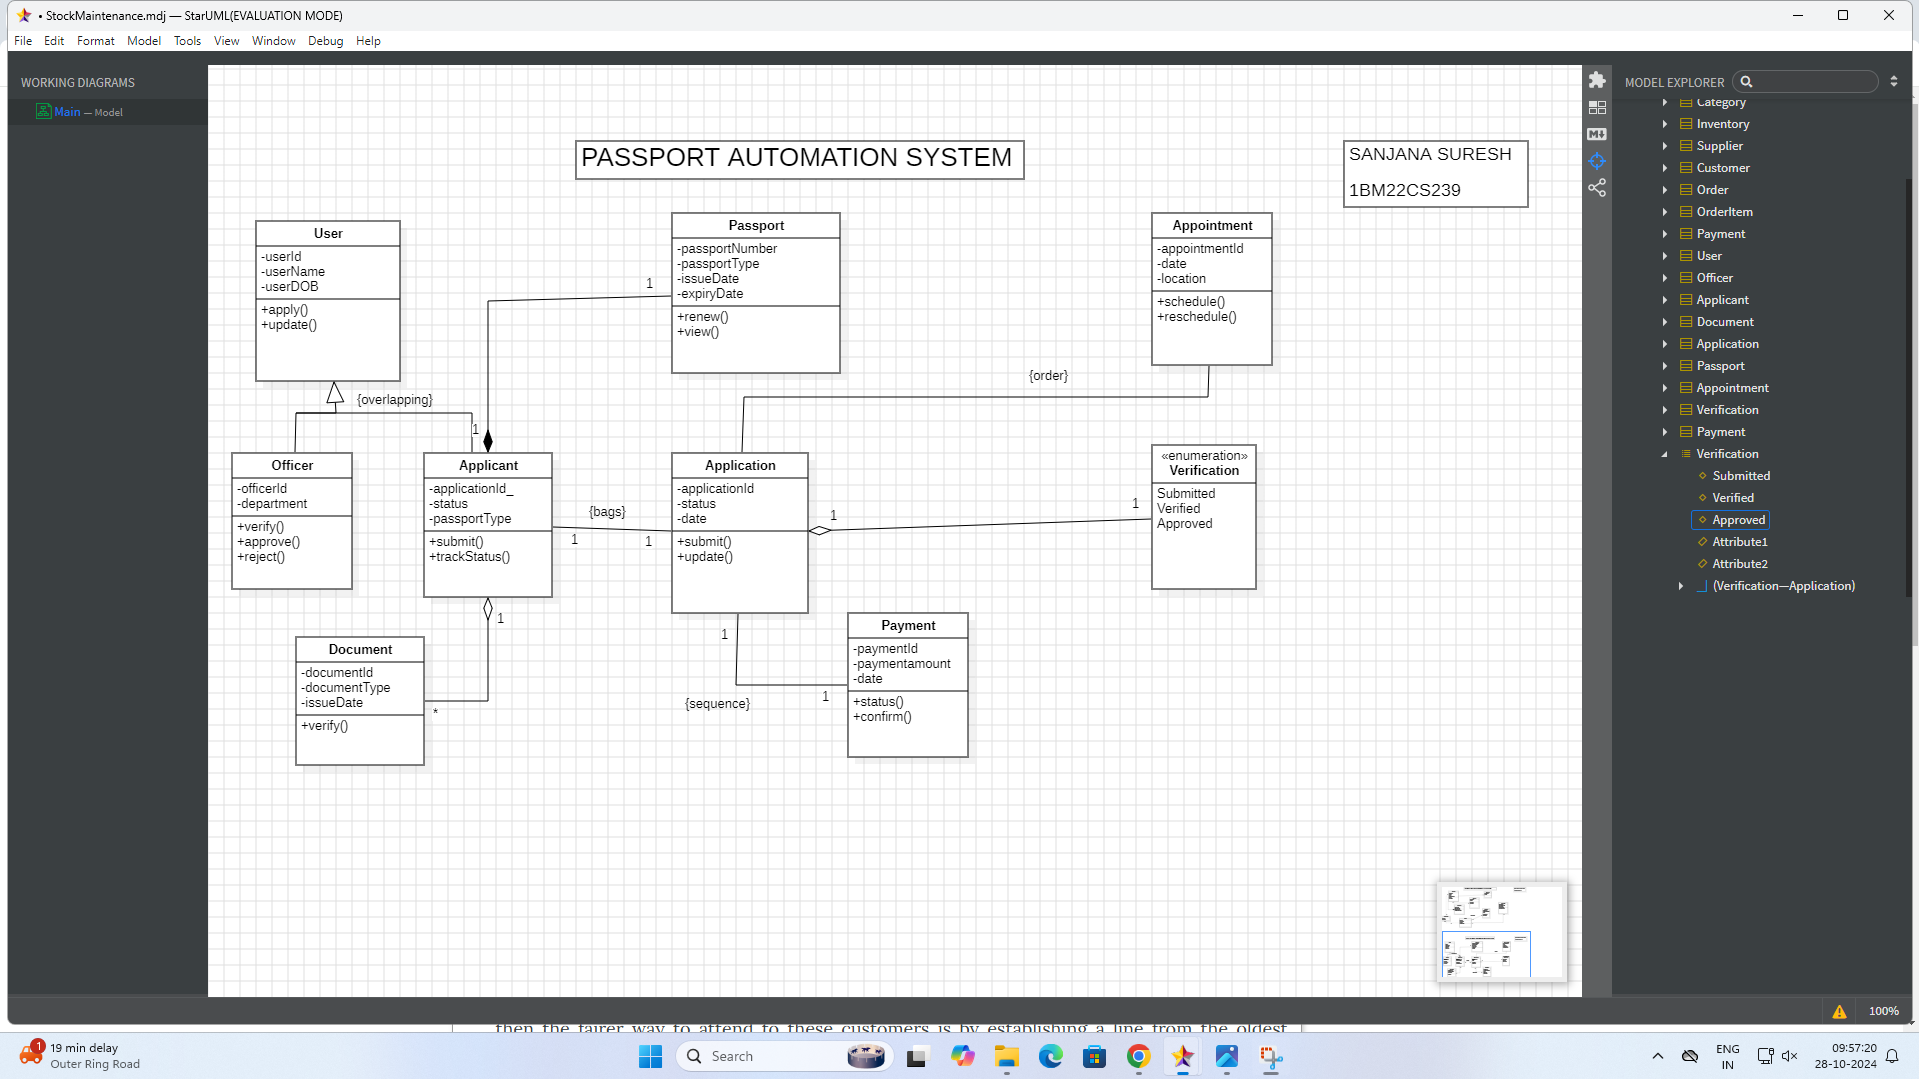 • StockMaintenance.mdj — StarUML(EVALUATION MODE)
File Edit Format Model Tools View Window Debug Help
WORKING DIAGRAMS
Main — Model
PASSPORT AUTOMATION SYSTEM
SANJANA SURESH
1BM22CS239
User
-userId
-userName
-userDOB
+apply()
+update()
Passport
-passportNumber
-passportType
-issueDate
-expiryDate
+renew()
+view()
1
Appointment
-appointmentId
-date
-location
+schedule()
+reschedule()
{order}
{overlapping}
1
Officer
-officerId
-department
+verify()
+approve()
+reject()
Applicant
-applicationId_
-status
-passportType
+submit()
+trackStatus()
{bags}
1
1
Application
-applicationId
-status
-date
+submit()
+update()
1
1
«enumeration»
Verification
Submitted
Verified
Approved
1
Document
-documentId
-documentType
-issueDate
+verify()
*
1
{sequence}
1
Payment
-paymentId
-paymentamount
-date
+status()
+confirm()
MODEL EXPLORER
Category
Inventory
Supplier
Customer
Order
OrderItem
Payment
User
Officer
Applicant
Document
Application
Passport
Appointment
Verification
Payment
Verification
Submitted
Verified
Approved
Attribute1
Attribute2
(Verification—Application)
100%
then the fairer way to attend to these customers is by establishing a line from the oldest
1
19 min delay
Outer Ring Road
Search
ENG
IN
09:57:20
28-10-2024